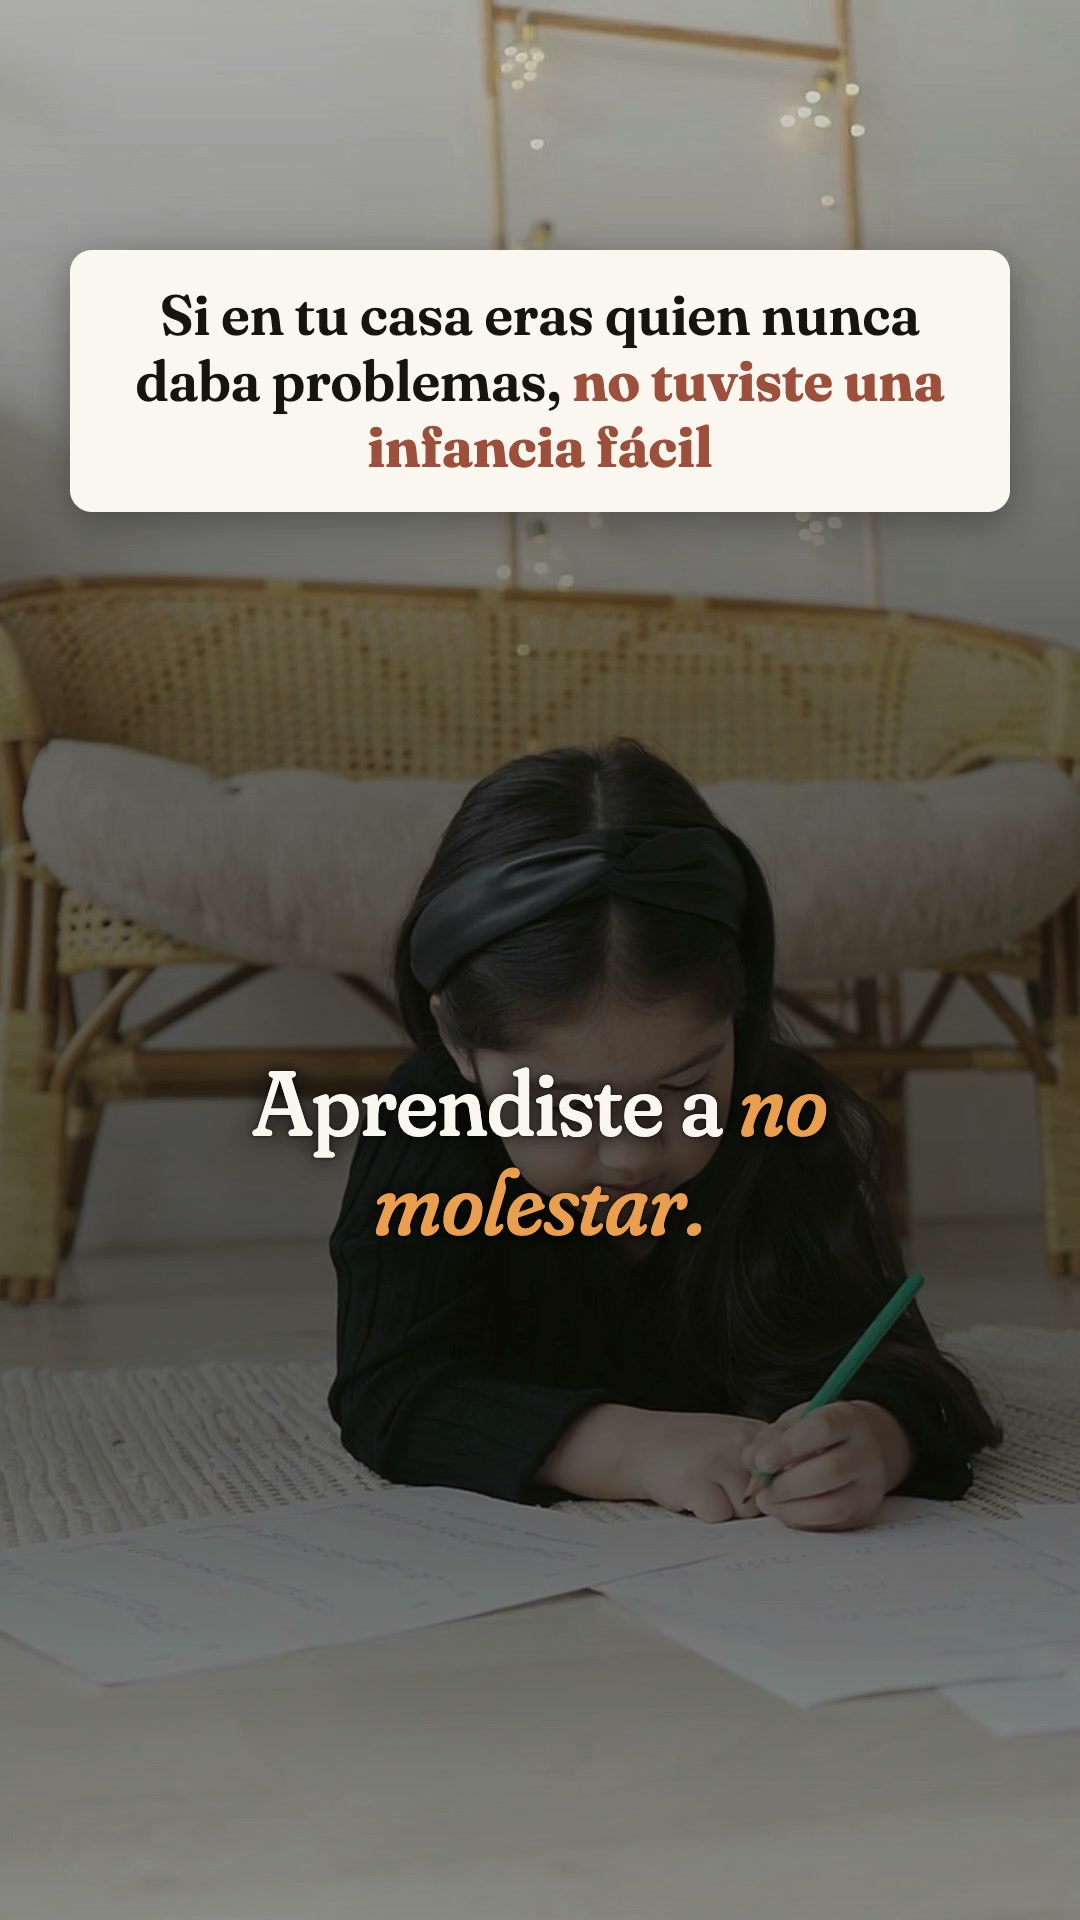 Si en tu casa eras quien nunca
daba problemas, no tuviste una
infancia fácil
Aprendiste a no
molestar.